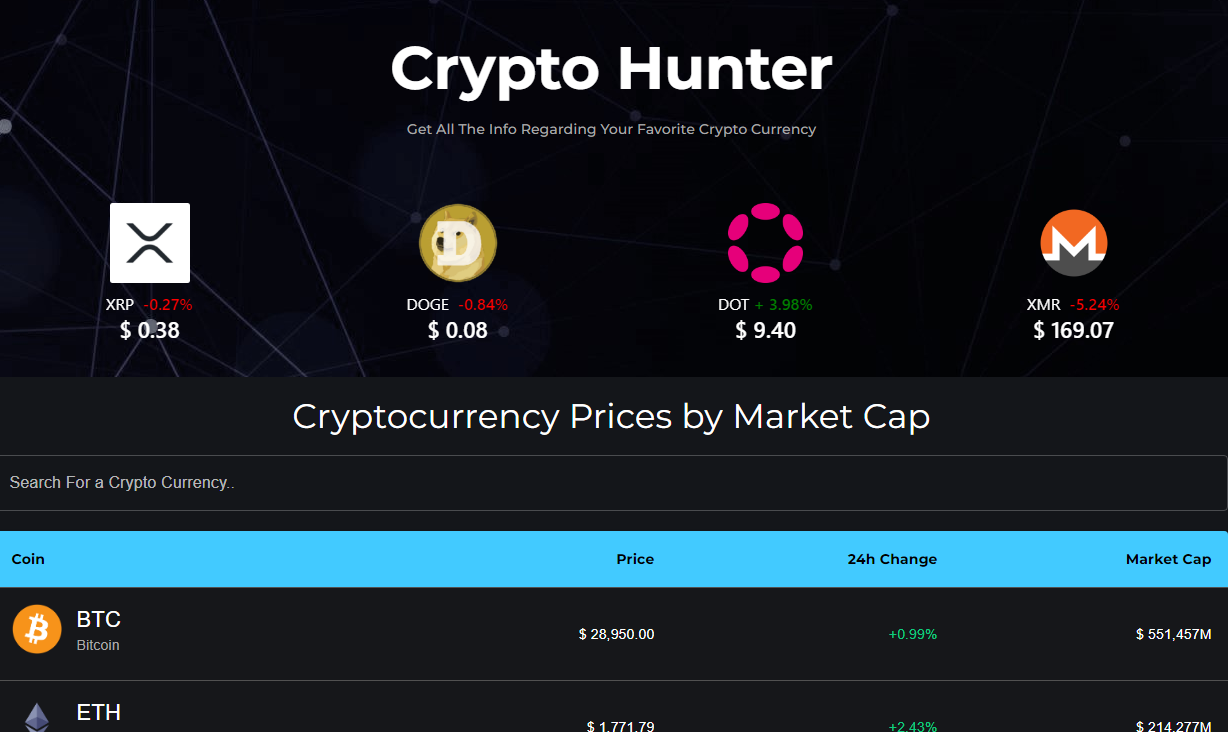 Crypto Hunter
Get All The Info Regarding Your Favorite Crypto Currency
XRP -0.27% DOGE -0.84% DOT + 3.98% XMR -5.24%
$ 0.38 $ 0.08 $ 9.40 $ 169.07
Cryptocurrency Prices by Market Cap
Search For a Crypto Currency..
Coin Price 24h Change Market Cap
BTC
Bitcoin
$ 28,950.00 +0.99% $ 551,457M
ETH
$ 1,771.79 +2.43% $ 214,277M